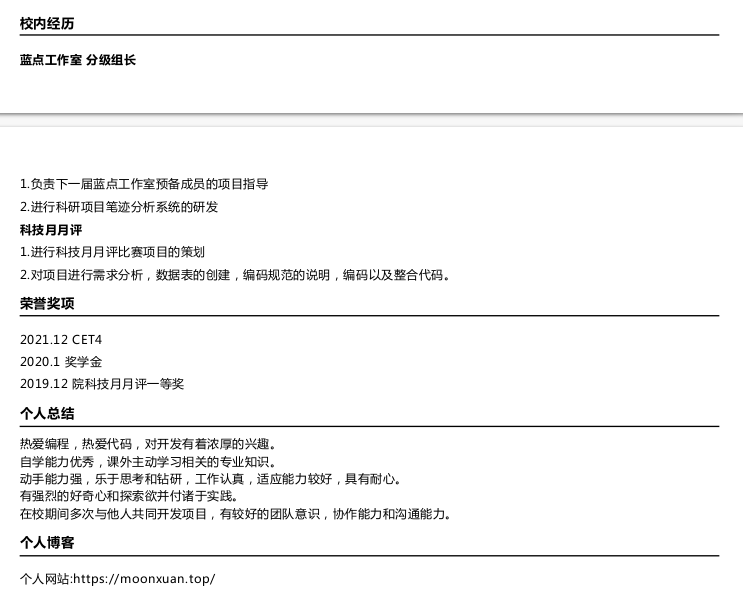 校内经历
蓝点工作室 分级组长
1.负责下一届蓝点工作室预备成员的项目指导
2.进行科研项目笔迹分析系统的研发
科技月月评
1.进行科技月月评比赛项目的策划
2.对项目进行需求分析，数据表的创建，编码规范的说明，编码以及整合代码。
荣誉奖项
2021.12 CET4
2020.1 奖学金
2019.12 院科技月月评一等奖
个人总结
热爱编程，热爱代码，对开发有着浓厚的兴趣。
自学能力优秀，课外主动学习相关的专业知识。
动手能力强，乐于思考和钻研，工作认真，适应能力较好，具有耐心。
有强烈的好奇心和探索欲并付诸于实践。
在校期间多次与他人共同开发项目，有较好的团队意识，协作能力和沟通能力。
个人博客
个人网站:https://moonxuan.top/